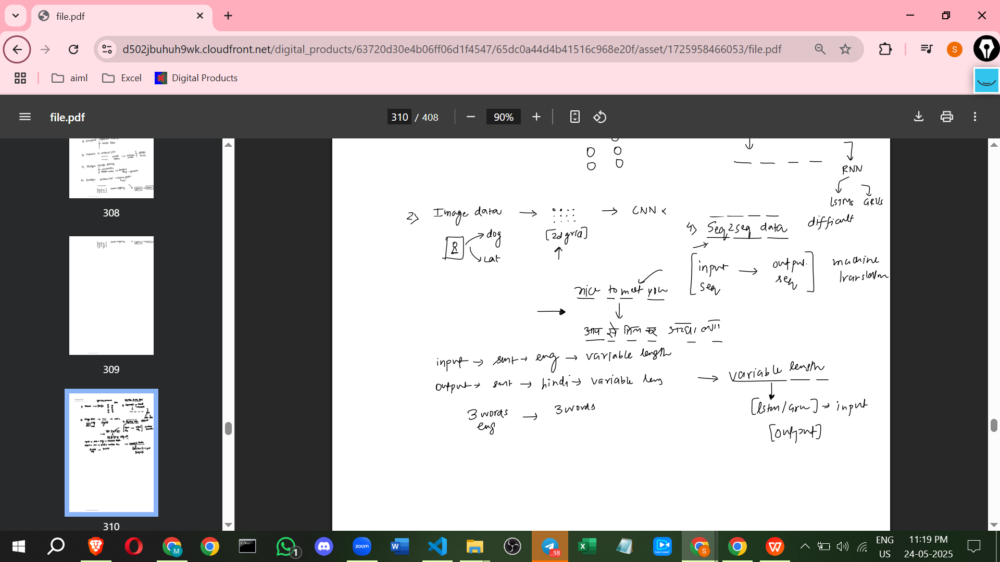 file.pdf
d502jbuhuh9wk.cloudfront.net/digital_products/63720d30e4b06ff06d1f4547/65dc0a44d4b41516c968e20f/asset/1725958466053/file.pdf
S
aiml
Excel
Digital Products
file.pdf
310 / 408
90%
308
309
310
RNN
LSTMs GRUs
2) Image data → → CNN x
[2d grid]
dog
cat
4) Seq2seq data difficult
input seq → output seq
machine translation
nice to meet you
आप से मिल कर अच्छा लगा
input → sent → eng → variable length
output → sent → hindi → variable leng
3 words eng → 3 words
→ variable length
[lstm/gru] → input
[output]
zoom
1
M
..98
S
ENG
US
11:19 PM
24-05-2025